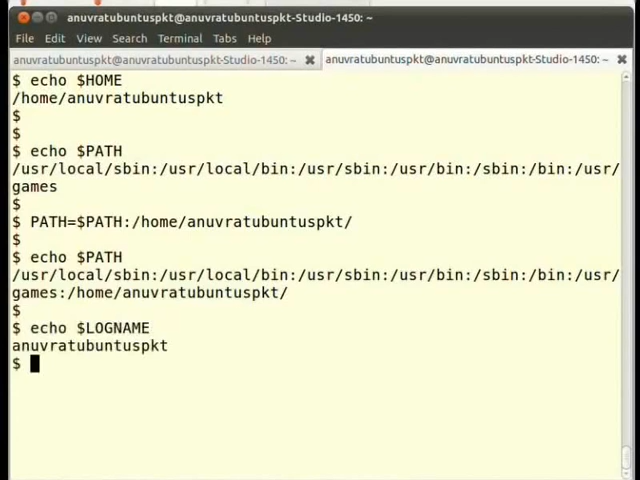 anuvratubuntuspkt@anuvratubuntuspkt-Studio-1450: ~
File Edit View Search Terminal Tabs Help
anuvratubuntuspkt@anuvratubuntuspkt-Studio-1450: ~ anuvratubuntuspkt@anuvratubuntuspkt-Studio-1450: ~
$ echo $HOME
/home/anuvratubuntuspkt
$
$
$ echo $PATH
/usr/local/sbin:/usr/local/bin:/usr/sbin:/usr/bin:/sbin:/bin:/usr/
games
$
$ PATH=$PATH:/home/anuvratubuntuspkt/
$
$ echo $PATH
/usr/local/sbin:/usr/local/bin:/usr/sbin:/usr/bin:/sbin:/bin:/usr/
games:/home/anuvratubuntuspkt/
$
$ echo $LOGNAME
anuvratubuntuspkt
$